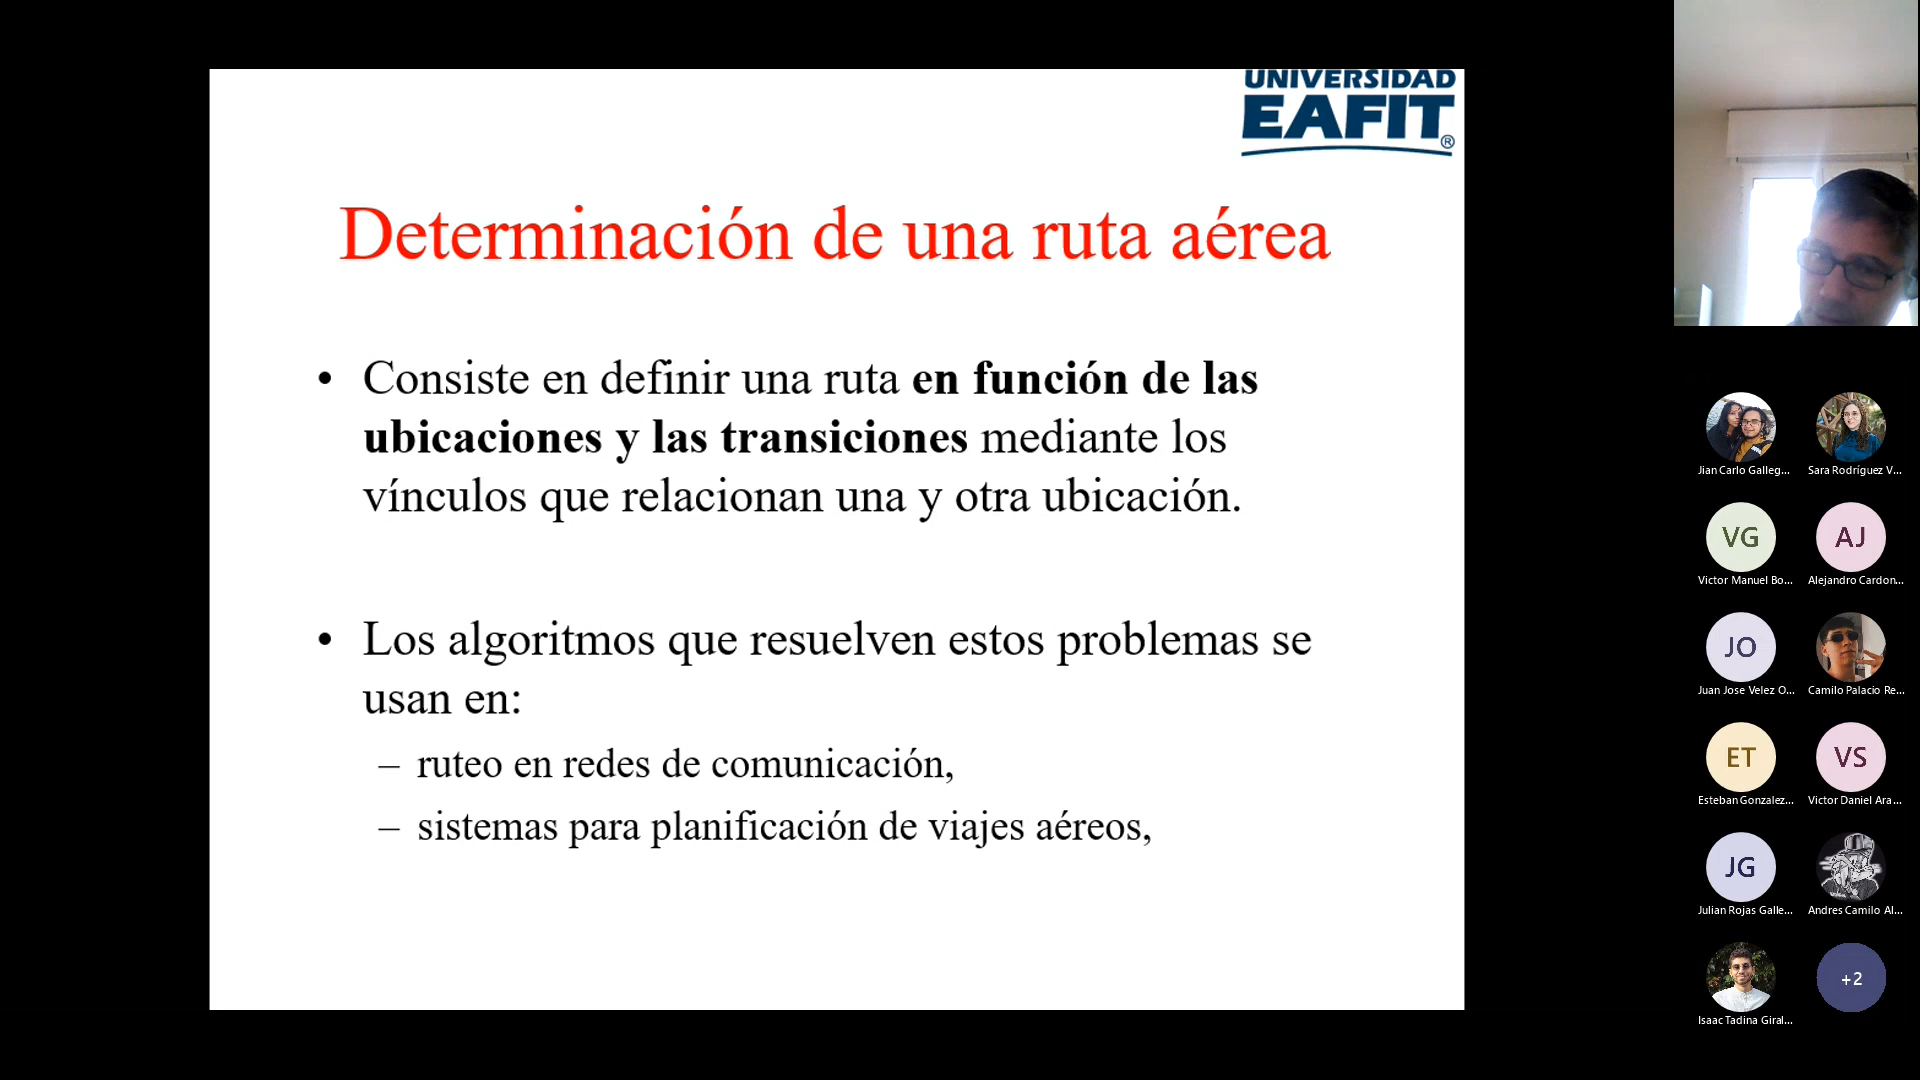 UNIVERSIDAD
EAFIT®
Determinación de una ruta aérea
• Consiste en definir una ruta en función de las
ubicaciones y las transiciones mediante los
vínculos que relacionan una y otra ubicación.
• Los algoritmos que resuelven estos problemas se
usan en:
– ruteo en redes de comunicación,
– sistemas para planificación de viajes aéreos,
Jian Carlo Galleg...
Sara Rodríguez V...
VG
AJ
Victor Manuel Bo...
Alejandro Cardon...
JO
Juan Jose Velez O...
Camilo Palacio Re...
ET
VS
Esteban Gonzalez...
Victor Daniel Ara...
JG
Julian Rojas Galle...
Andres Camilo Al...
+2
Isaac Tadina Giral...